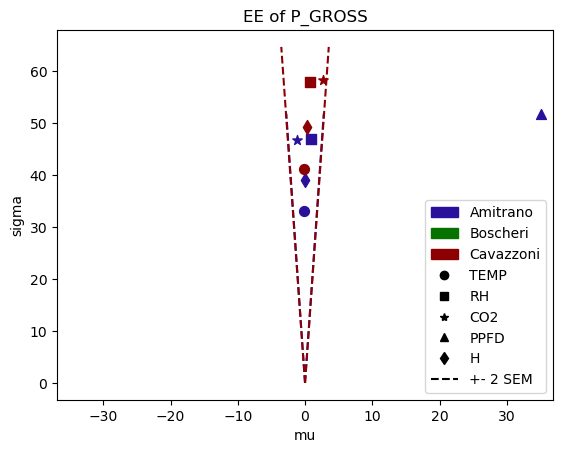 EE of P_GROSS
sigma
60
50
40
30
20
10
0
−30
−20
−10
0
10
20
30
mu
Amitrano
Boscheri
Cavazzoni
TEMP
RH
CO2
PPFD
H
+- 2 SEM